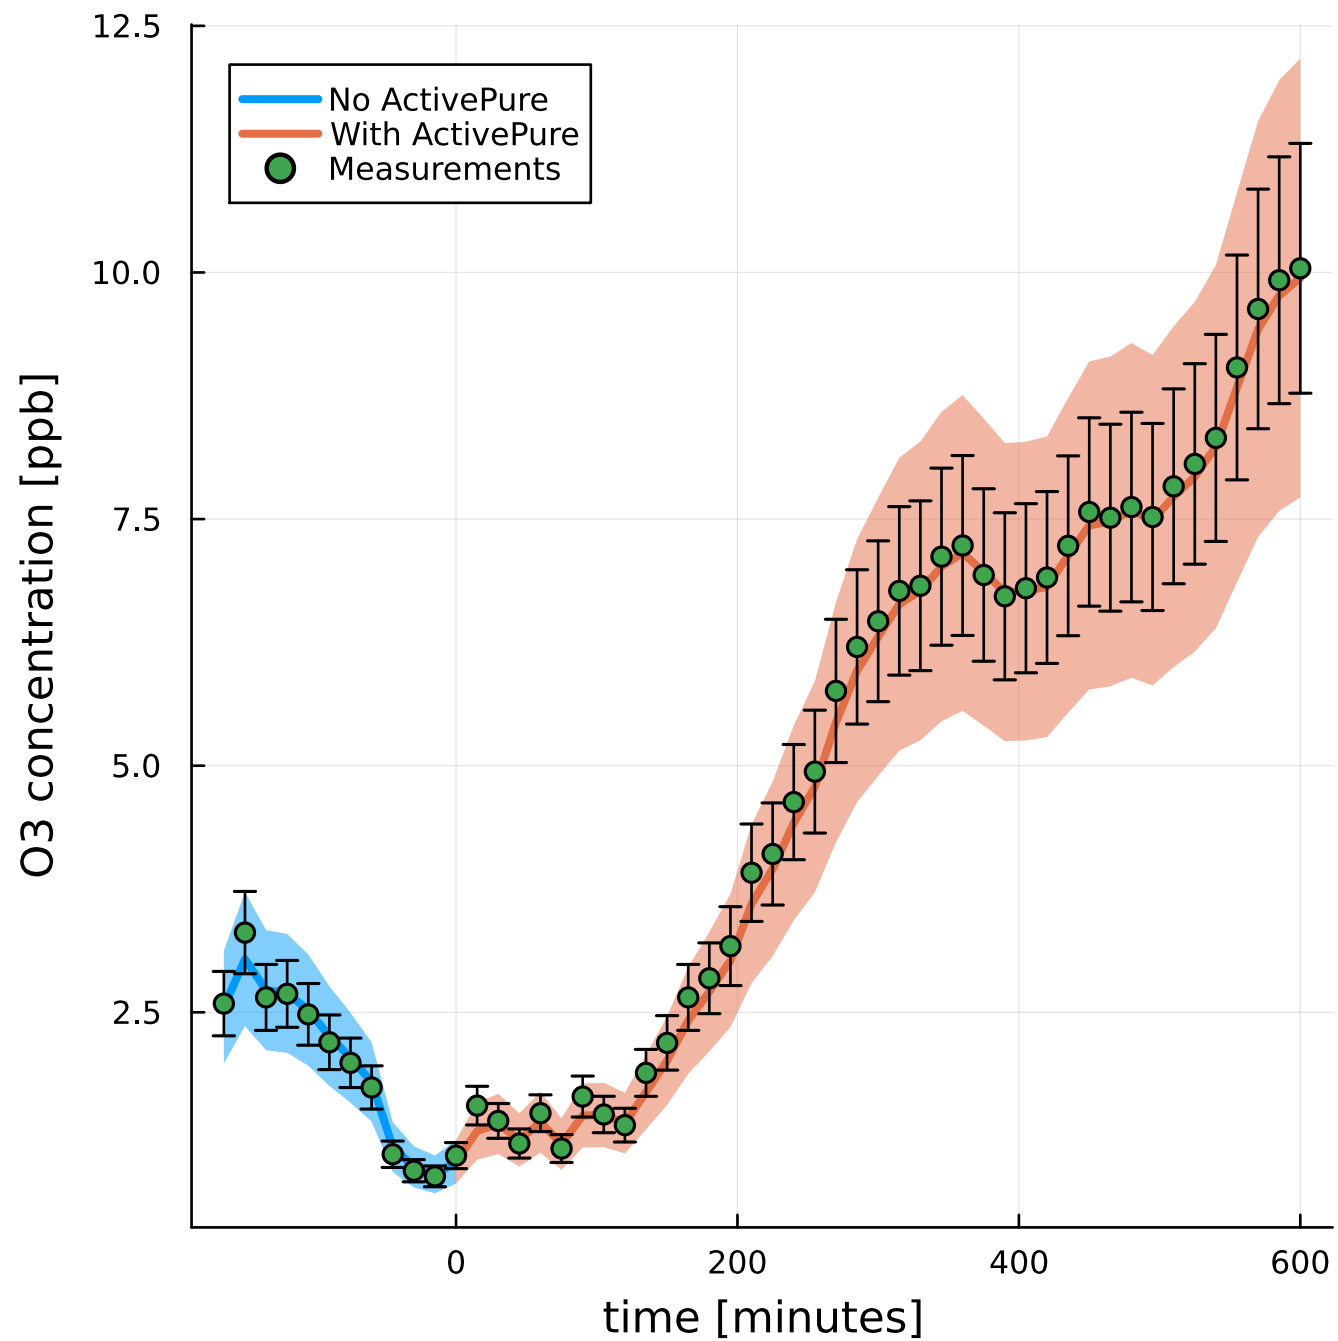 12.5
10.0
7.5
5.0
2.5
O3 concentration [ppb]
No ActivePure
With ActivePure
Measurements
0
200
400
600
time [minutes]